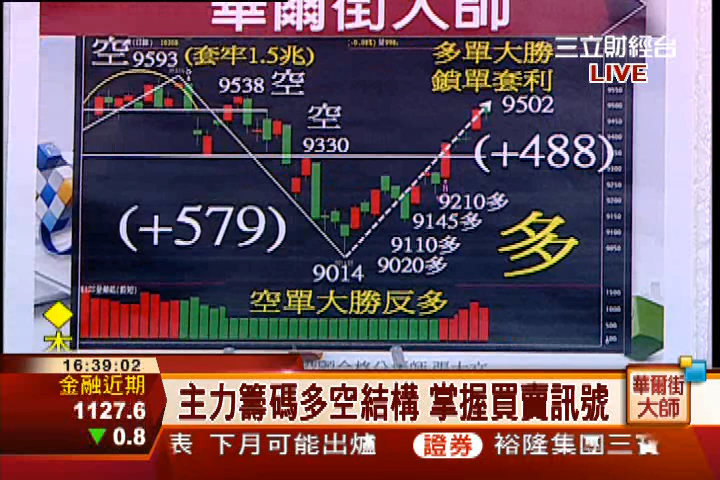 華爾街大師
三立財經台
LIVE
空
9593 (套牢1.5兆)
9538 空
空
9330
多單大勝
鎖單套利
9502
(+488)
(+579)
9210多
9145多
9110多
9020多
9014
多
空單大勝反多
16:39:02
金融近期
1127.6
▼0.8
主力籌碼多空結構 掌握買賣訊號
華爾街
大師
表 下月可能出爐 證券 裕隆集團三